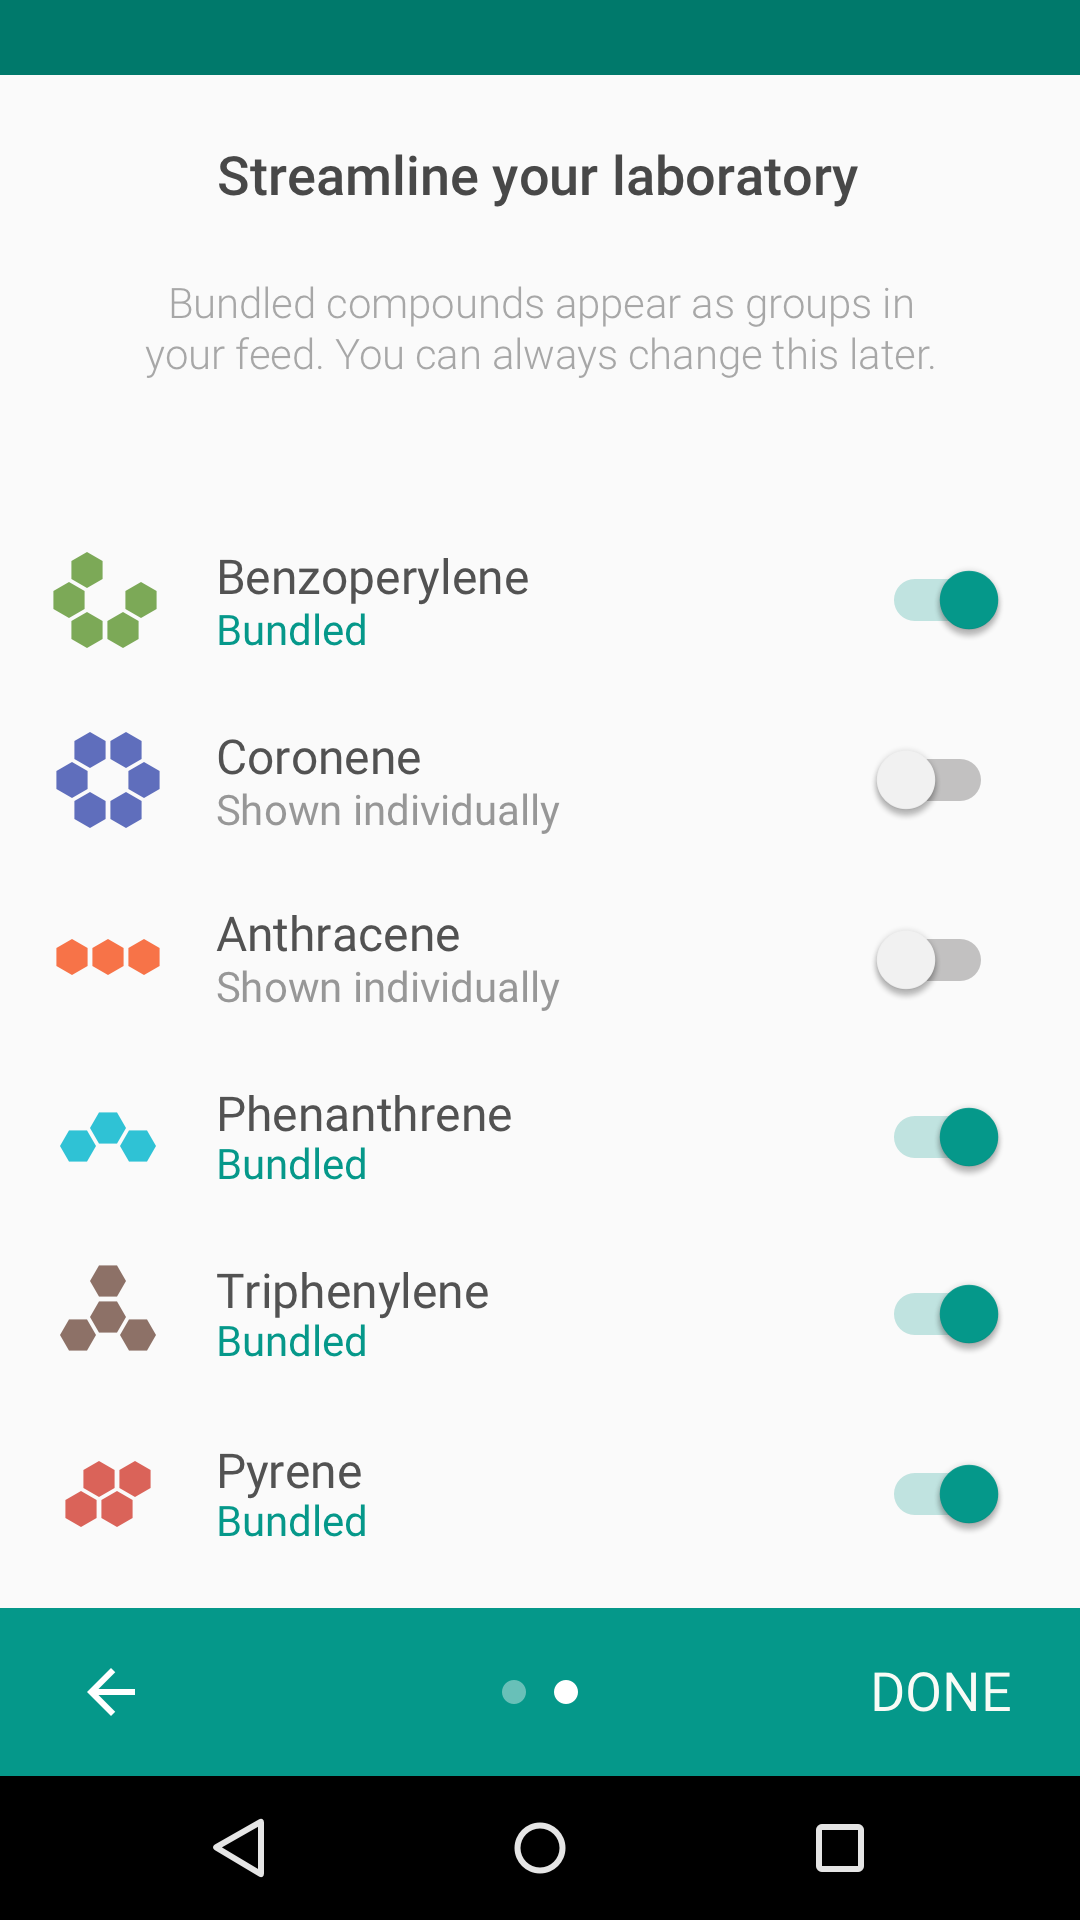 Streamline your laboratory
Bundled compounds appear as groups in
your feed. You can always change this later.
Benzoperylene
Bundled
Coronene
Shown individually
Anthracene
Shown individually
Phenanthrene
Bundled
Triphenylene
Bundled
Pyrene
Bundled
DONE